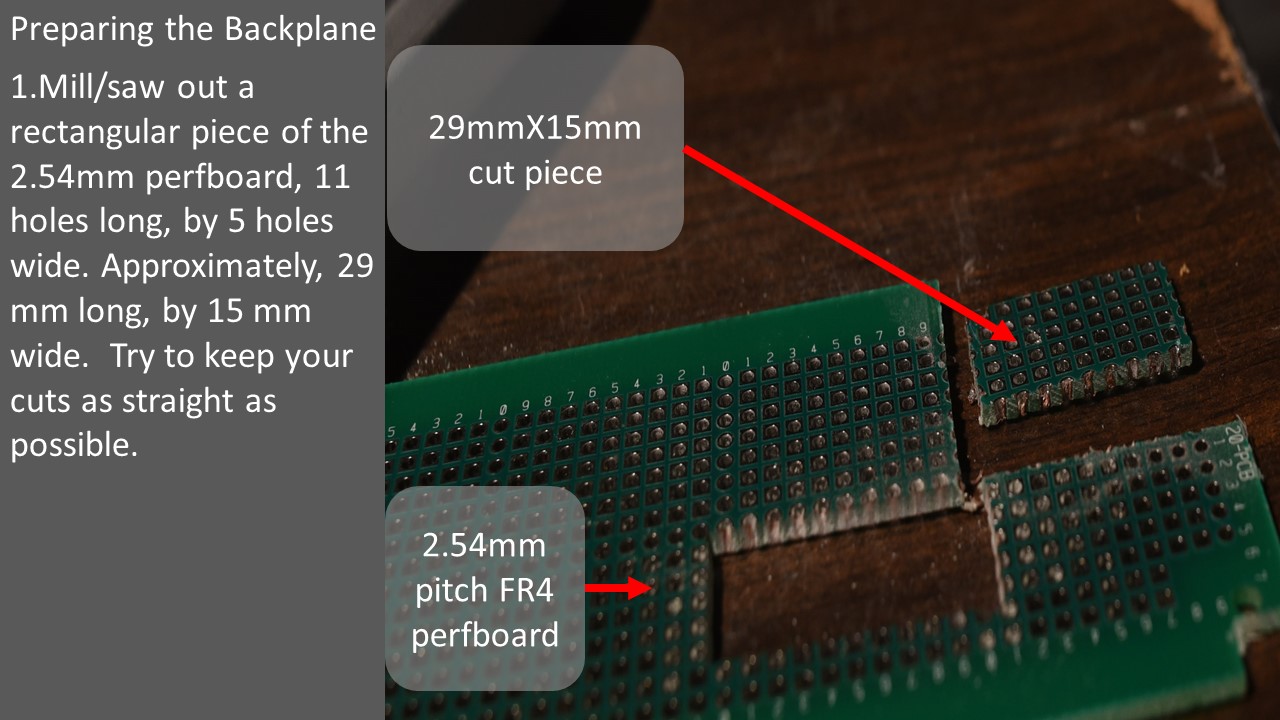 Preparing the Backplane
1.Mill/saw out a
rectangular piece of the
2.54mm perfboard, 11
holes long, by 5 holes
wide. Approximately, 29
mm long, by 15 mm
wide.  Try to keep your
cuts as straight as
possible.
29mmX15mm
cut piece
5 4 3 2 1 0 9 8 7 6 5 4 3 2 1 0 1 2 3 4 5 6 7 8 9
2.54mm
pitch FR4
perfboard